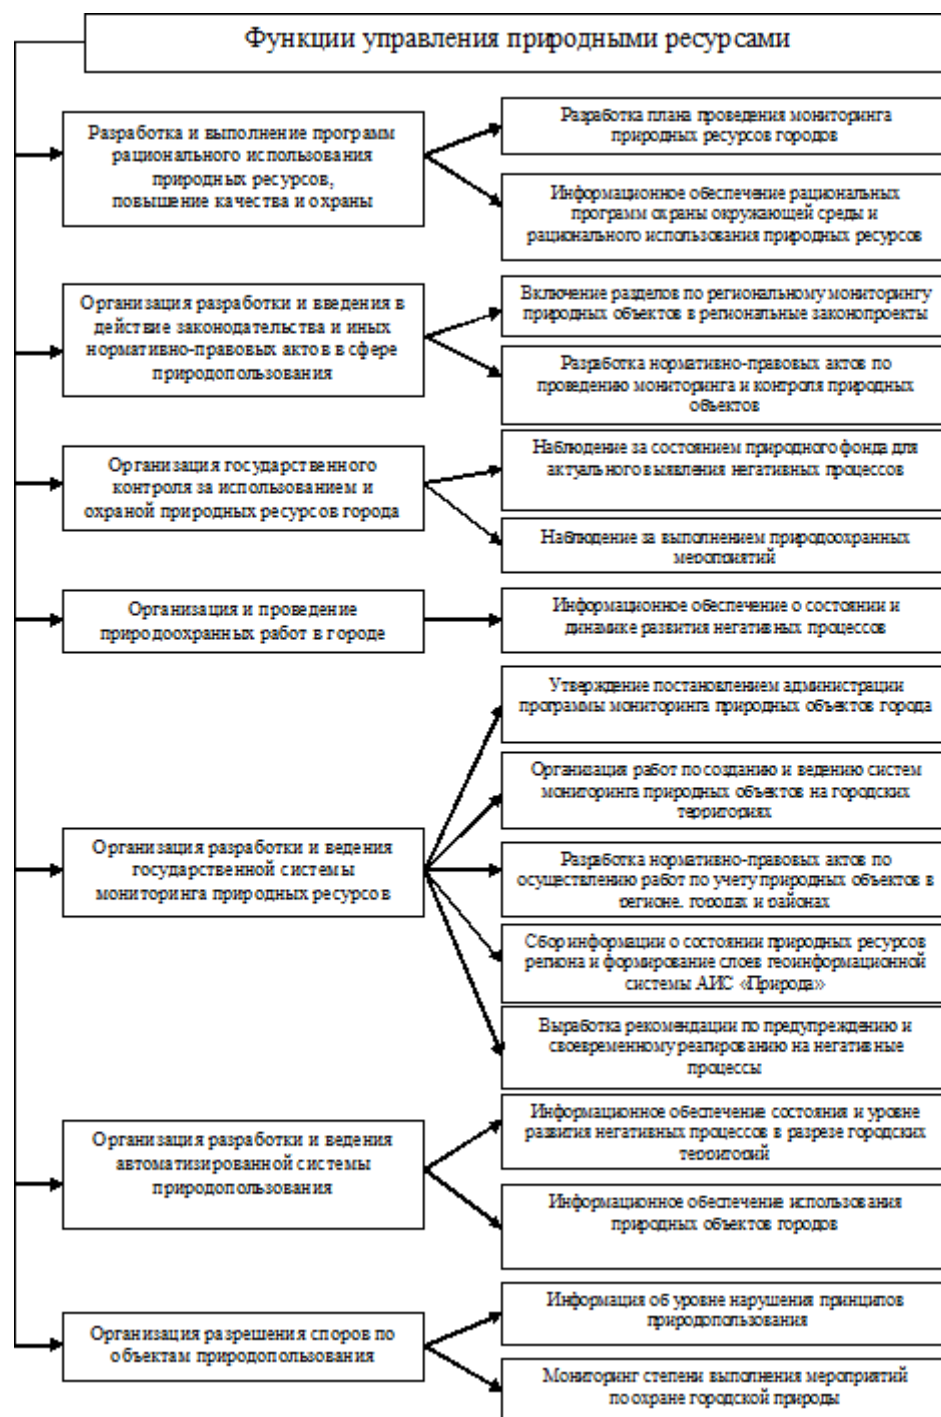 Функции управления природными ресурсами
Разработка и выполнение программ
рационального использования
природных ресурсов,
повышение качества и охраны
Разработка плана проведения мониторинга
природных ресурсов городов
Информационное обеспечение рациональных
программ охраны окружающей среды и
рационального использования природных ресурсов
Организация разработки и введения в
действие законодательства и иных
нормативно-правовых актов в сфере
природопользования
Включение разделов по региональному мониторингу
природных объектов в региональные законопроекты
Разработка нормативно-правовых актов по
проведению мониторинга и контроля природных
объектов
Организация государственного
контроля за использованием и
охраной природных ресурсов города
Наблюдение за состоянием природного фонда для
актуального выявления негативных процессов
Наблюдение за выполнением природоохранных
мероприятий
Организация и проведение
природоохранных работ в городе
Информационное обеспечение о состоянии и
динамике развития негативных процессов
Организация разработки и ведения
государственной системы
мониторинга природных ресурсов
Утверждение постановлением администрации
программы мониторинга природных объектов города
Организация работ по созданию и ведению систем
мониторинга природных объектов на городских
территориях
Разработка нормативно-правовых актов по
осуществлению работ по учету природных объектов в
регионе, городах и районах
Сбор информации о состоянии природных ресурсов
региона и формирование слоев геоинформационной
системы АИС «Природа»
Выработка рекомендации по предупреждению и
своевременному реагированию на негативные
процессы
Организация разработки и ведения
автоматизированной системы
природопользования
Информационное обеспечение состояния и уровне
развития негативных процессов в разрезе городских
территорий
Информационное обеспечение использования
природных объектов городов
Организация разрешения споров по
объектам природопользования
Информация об уровне нарушения принципов
природопользования
Мониторинг степени выполнения мероприятий
по охране городской природы